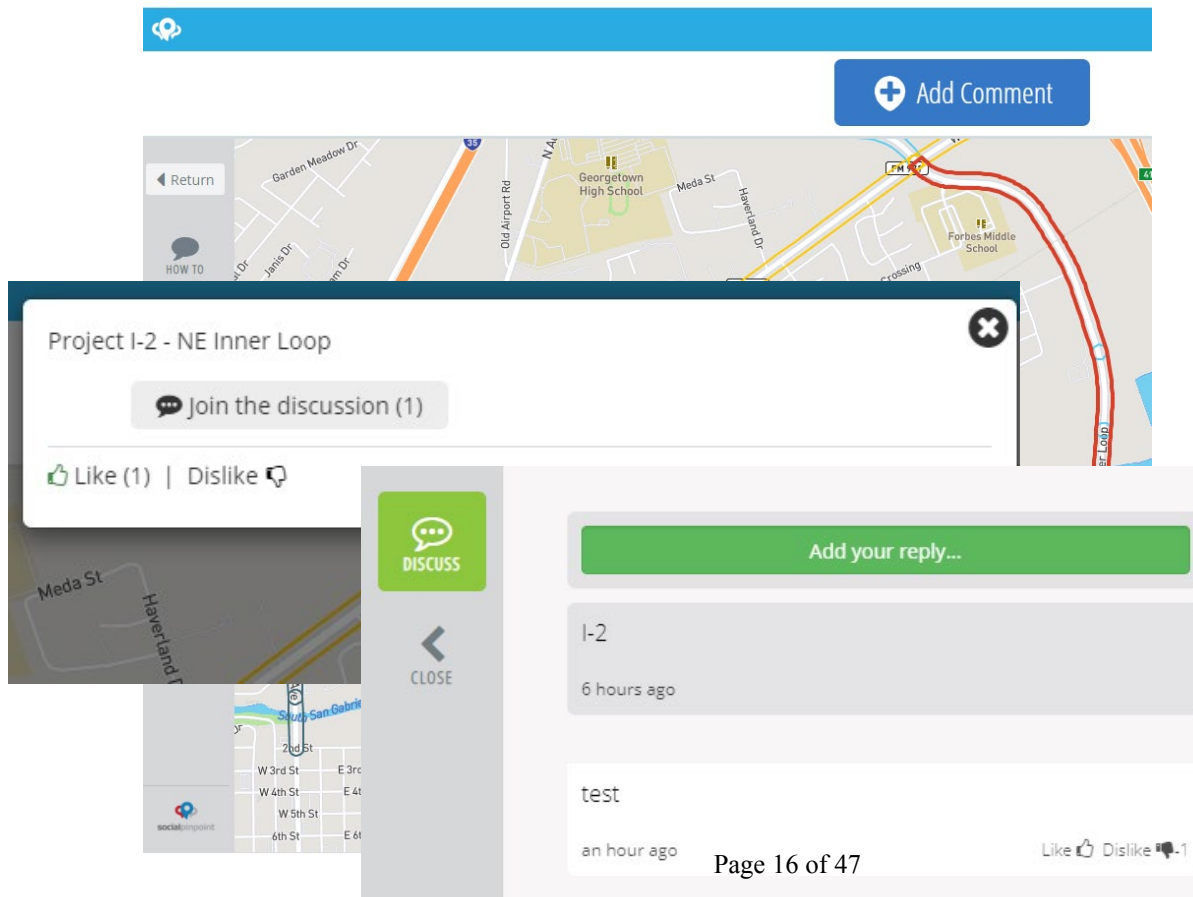 Add Comment
Return
HOW TO
Garden Meadow Dr
Janis Dr
35
Old Airport Rd
Georgetown
High School
Meda St
Haverland Dr
Forbes Middle
School
Crossing
Project I-2 - NE Inner Loop
Join the discussion (1)
Like (1) | Dislike
Meda St
Haverland
DISCUSS
CLOSE
Add your reply...
I-2
6 hours ago
test
an hour ago
Like Dislike -1
South San Gabrie
2nd St
W 3rd St
W 4th St
W 5th St
6th St
socialpinpoint
Page 16 of 47